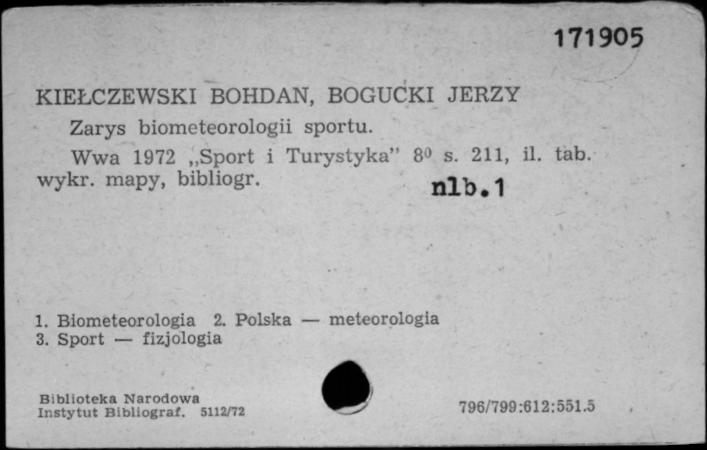 171905
KIEŁCZEWSKI BOHDAN, BOGUCKI JERZY
Zarys biometeorologii sportu.
Wwa 1972 „Sport i Turystyka” 8⁰ s. 211, il. tab.
wykr. mapy, bibliogr.
nlb.1
1. Biometeorologia 2. Polska — meteorologia
3. Sport — fizjologia
Biblioteka Narodowa
Instytut Bibliograf. 5112/72
796/799:612:551.5